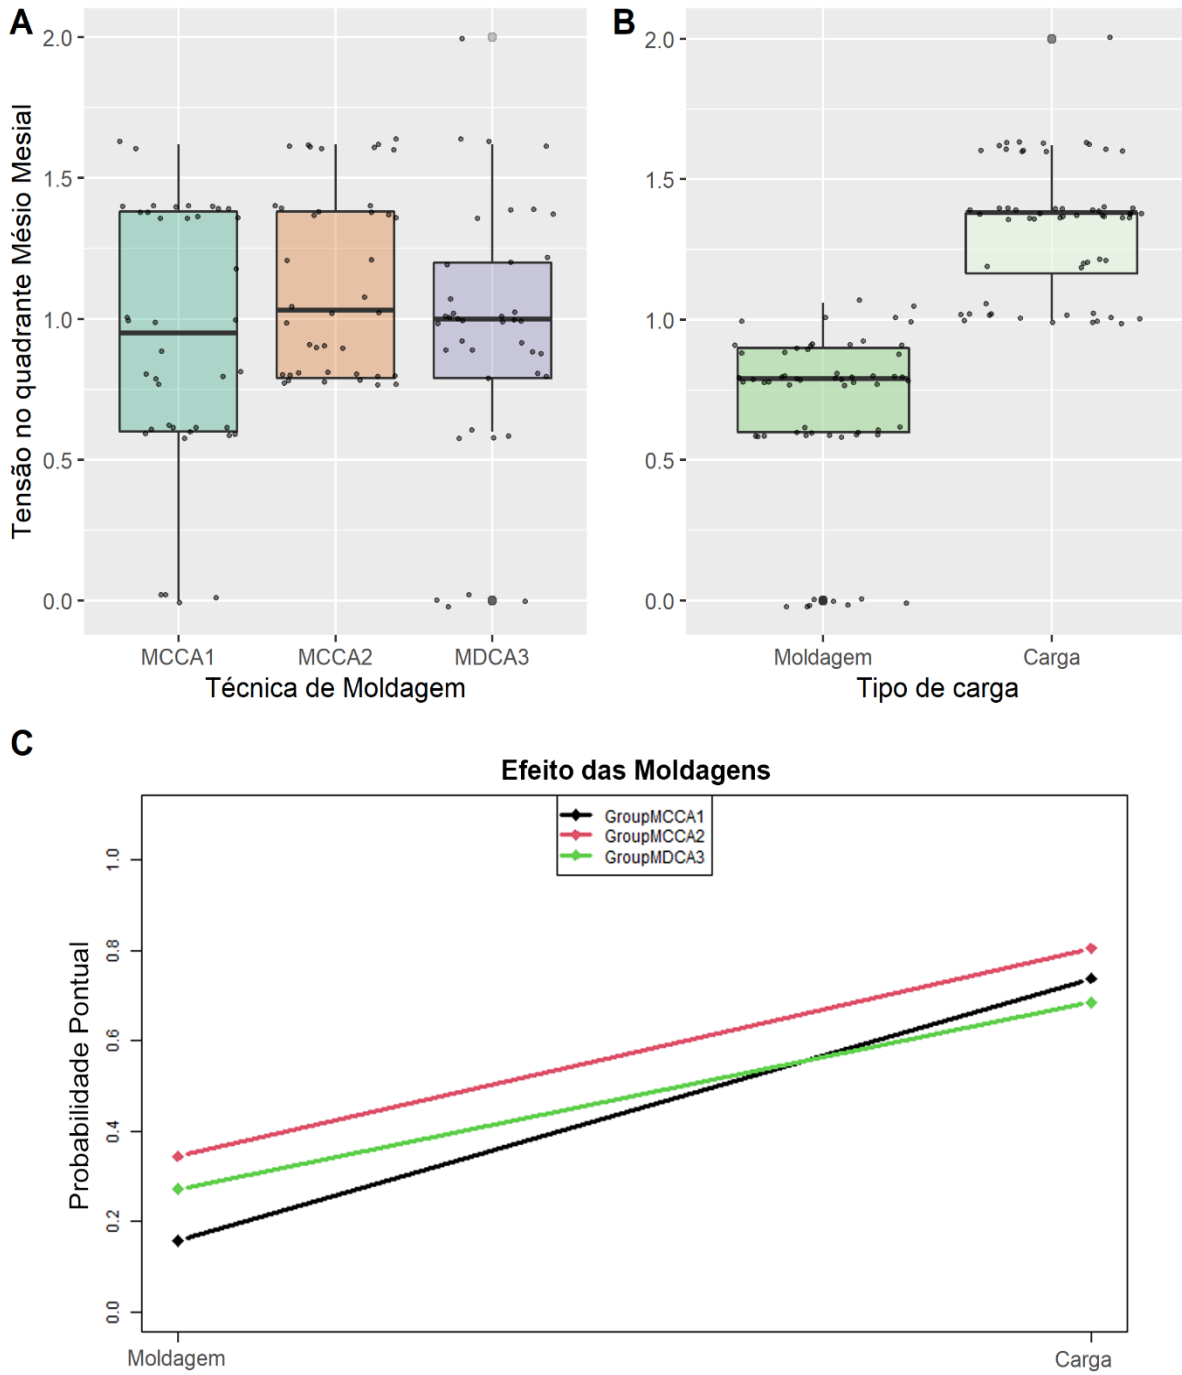 A
B
Tensão no quadrante Mésio Mesial
2.0
1.5
1.0
0.5
0.0
MCCA1 MCCA2 MDCA3
Técnica de Moldagem
2.0
1.5
1.0
0.5
0.0
Moldagem Carga
Tipo de carga
C
Efeito das Moldagens
GroupMCCA1
GroupMCCA2
GroupMDCA3
Probabilidade Pontual
1.0
0.8
0.6
0.4
0.2
0.0
Moldagem Carga